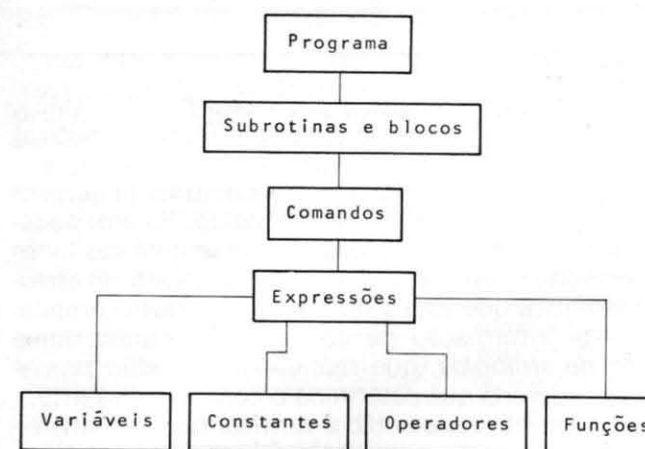 Programa
Subrotinas e blocos
Comandos
Expressões
Variáveis
Constantes
Operadores
Funções